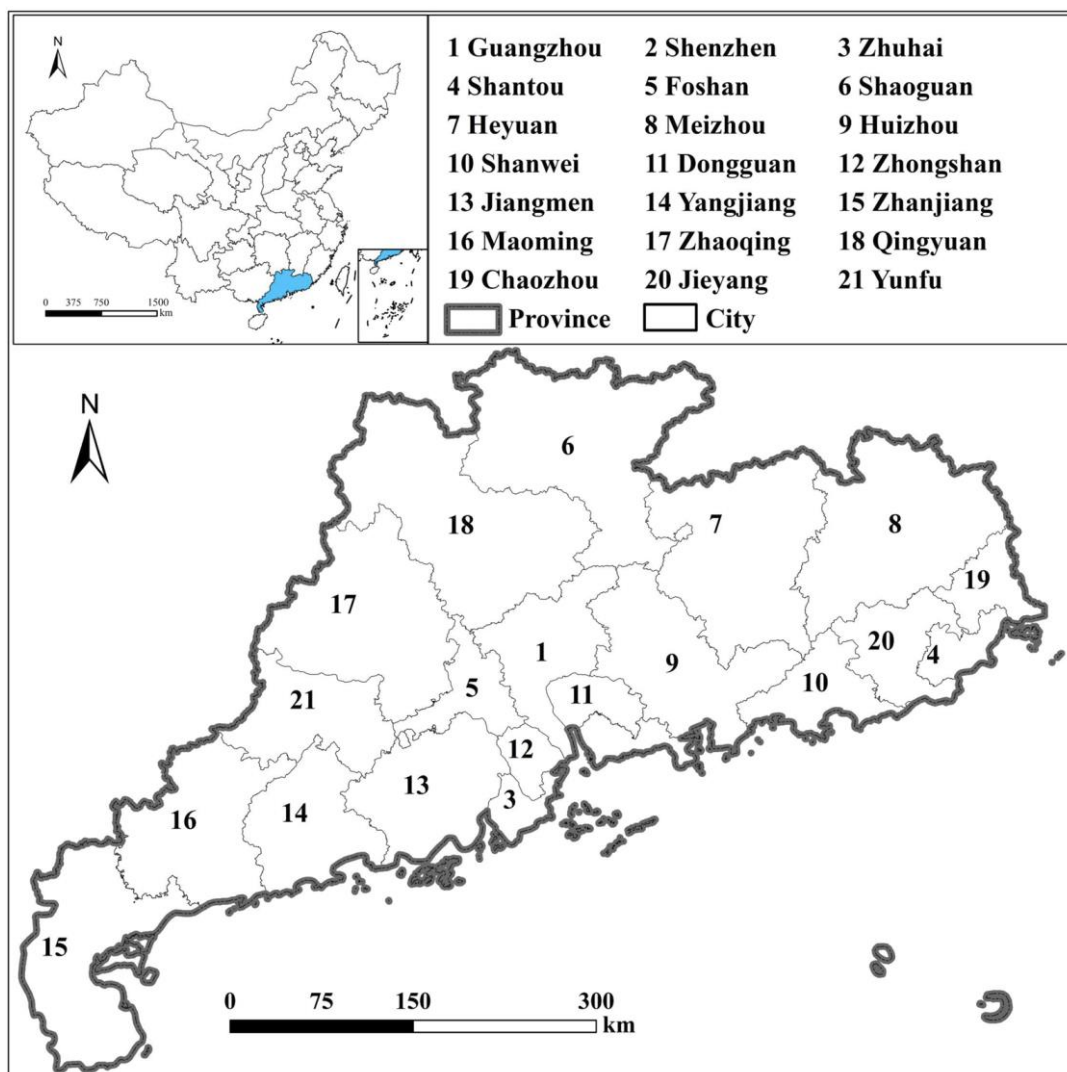 N
0 375 750 1500
km
1 Guangzhou 2 Shenzhen 3 Zhuhai
4 Shantou 5 Foshan 6 Shaoguan
7 Heyuan 8 Meizhou 9 Huizhou
10 Shanwei 11 Dongguan 12 Zhongshan
13 Jiangmen 14 Yangjiang 15 Zhanjiang
16 Maoming 17 Zhaoqing 18 Qingyuan
19 Chaozhou 20 Jieyang 21 Yunfu
Province City
N
6
18
7
8
19
17
20
1
4
9
5
11
10
21
12
13
3
14
16
15
0 75 150 300
km